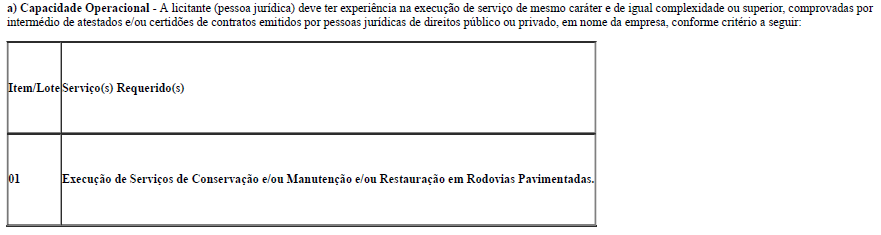 a) Capacidade Operacional - A licitante (pessoa jurídica) deve ter experiência na execução de serviço de mesmo caráter e de igual complexidade ou superior, comprovadas por
intermédio de atestados e/ou certidões de contratos emitidos por pessoas jurídicas de direitos público ou privado, em nome da empresa, conforme critério a seguir:
Item/Lote Serviço(s) Requerido(s)
01 Execução de Serviços de Conservação e/ou Manutenção e/ou Restauração em Rodovias Pavimentadas.